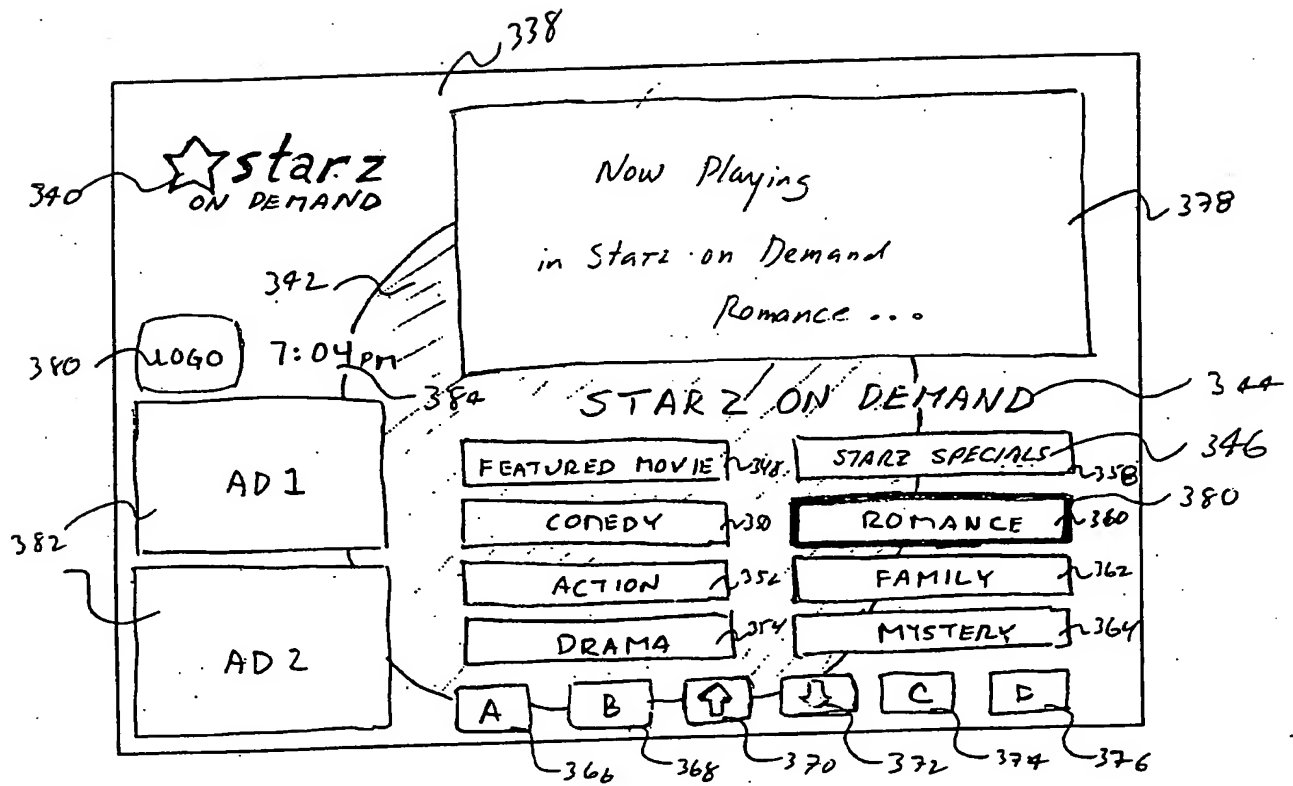 338
starz
340
ON DEMAND
Now Playing
378
in Starz on Demand
342
Romance ...
380
LOGO
7:04 PM
384
STARZ ON DEMAND
344
FEATURED MOVIE
348
STARZ SPECIALS
346
358
AD 1
COMEDY
350
ROMANCE
360
380
382
ACTION
352
FAMILY
362
DRAMA
354
MYSTERY
364
AD 2
A
B
C
D
366
368
370
372
374
376